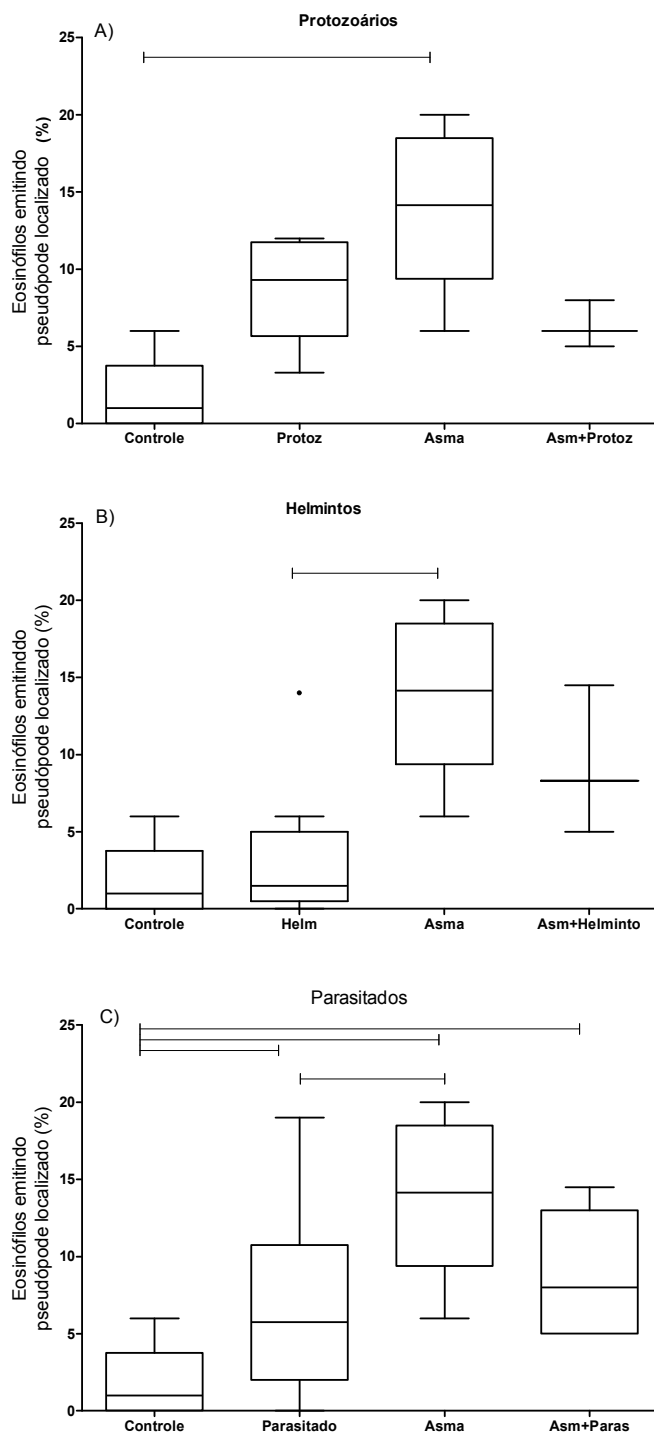 A)
Protozoários
Eosinófilos emitindo
pseudópode localizado (%)
25
20
15
10
5
0
Controle
Protoz
Asma
Asm+Protoz
B)
Helmintos
Eosinófilos emitinddo
pseudópode localizado (%)
25
20
15
10
5
0
Controle
Helm
Asma
Asm+Helminto
C)
Parasitados
Eosinófilos emitindo
pseudópode localizado (%)
25
20
15
10
5
0
Controle
Parasitado
Asma
Asm+Paras